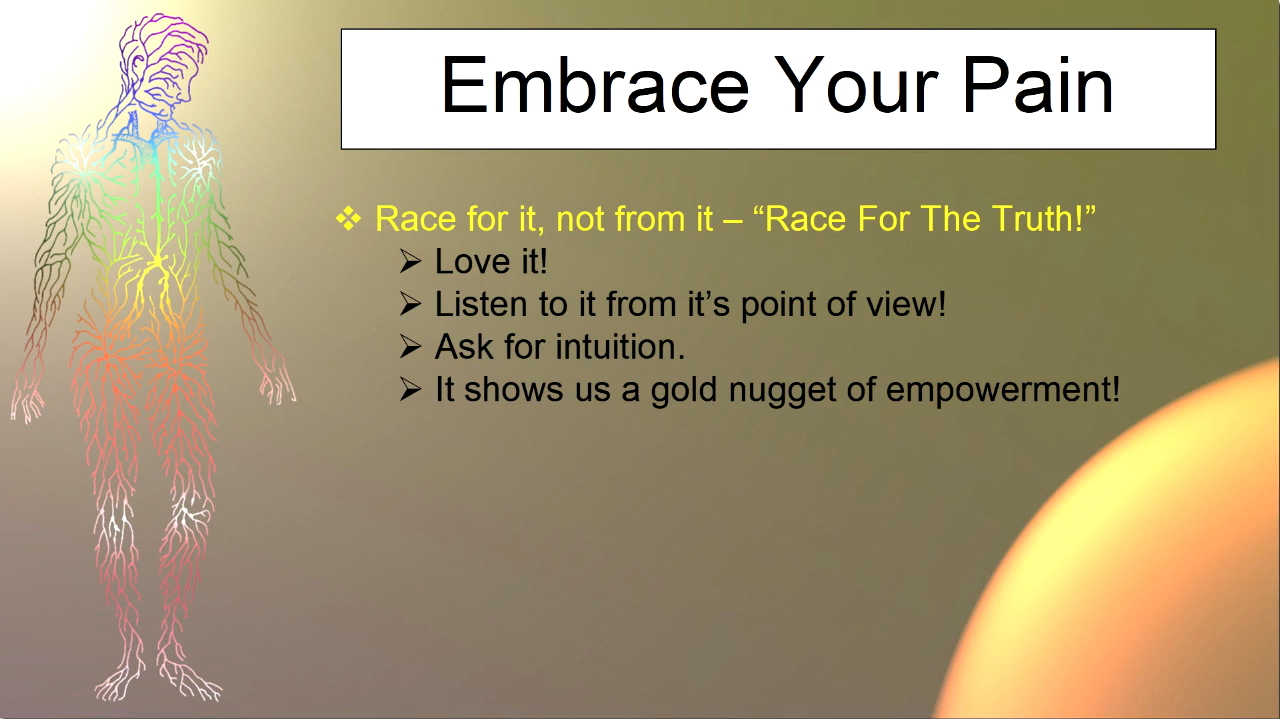 Embrace Your Pain
❖ Race for it, not from it – “Race For The Truth!”
➢ Love it!
➢ Listen to it from it’s point of view!
➢ Ask for intuition.
➢ It shows us a gold nugget of empowerment!